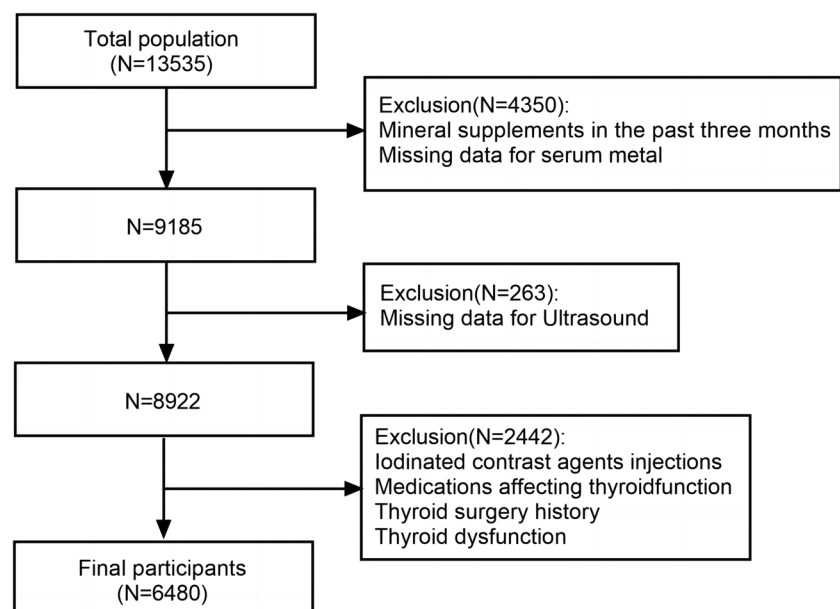 Total population
(N=13535)
Exclusion(N=4350):
Mineral supplements in the past three months
Missing data for serum metal
N=9185
Exclusion(N=263):
Missing data for Ultrasound
N=8922
Exclusion(N=2442):
Iodinated contrast agents injections
Medications affecting thyroidfunction
Thyroid surgery history
Thyroid dysfunction
Final participants
(N=6480)